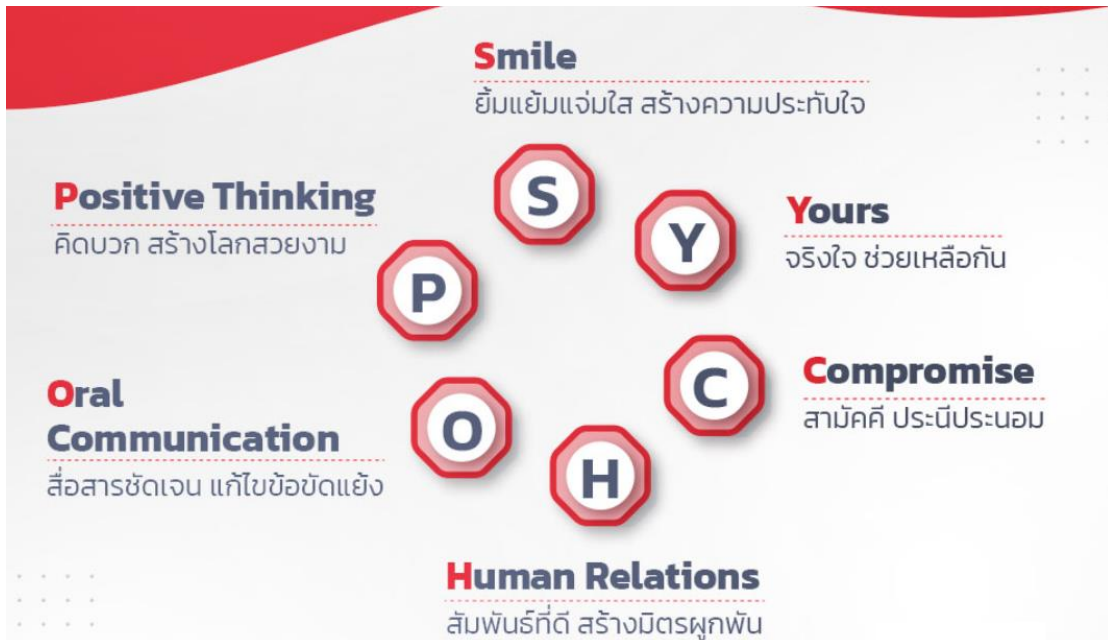 Smile
ยิ้มแย้มแจ่มใส สร้างความประทับใจ
S
Positive Thinking
คิดบวก สร้างโลกสวยงาม
P
Y
Yours
จริงใจ ช่วยเหลือกัน
Oral
Communication
สื่อสารชัดเจน แก้ไขข้อขัดแย้ง
O
C
Compromise
สามัคคี ประนีประนอม
H
Human Relations
สัมพันธ์ที่ดี สร้างมิตรผูกพัน